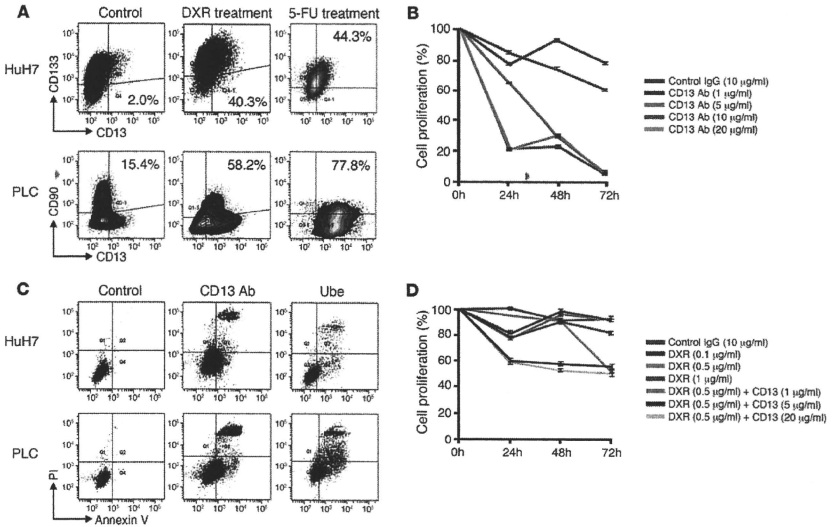 A
Control
DXR treatment
5-FU treatment
HuH7
CD133
2.0%
40.3%
44.3%
CD13
PLC
CD90
15.4%
58.2%
77.8%
CD13
B
Cell proliferation (%)
100
80
60
40
20
0
0h 24h 48h 72h
Control IgG (10 µg/ml)
CD13 Ab (1 µg/ml)
CD13 Ab (5 µg/ml)
CD13 Ab (10 µg/ml)
CD13 Ab (20 µg/ml)
C
Control
CD13 Ab
Ube
HuH7
PLC
PI
Annexin V
D
Cell proliferation (%)
100
80
60
40
20
0
0h 24h 48h 72h
Control IgG (10 µg/ml)
DXR (0.1 µg/ml)
DXR (0.5 µg/ml)
DXR (1 µg/ml)
DXR (0.5 µg/ml) + CD13 (1 µg/ml)
DXR (0.5 µg/ml) + CD13 (5 µg/ml)
DXR (0.5 µg/ml) + CD13 (20 µg/ml)